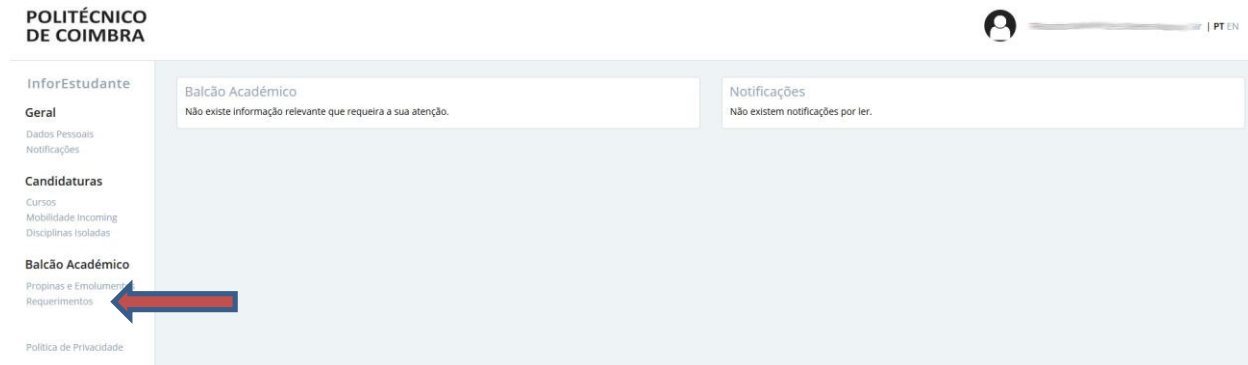 POLITÉCNICO
DE COIMBRA
| PT EN
InforEstudante
Geral
Dados Pessoais
Notificações
Candidaturas
Cursos
Mobilidade Incoming
Disciplinas Isoladas
Balcão Académico
Propinas e Emolumentos
Requerimentos
Política de Privacidade
Balcão Académico
Não existe informação relevante que requeira a sua atenção.
Notificações
Não existem notificações por ler.